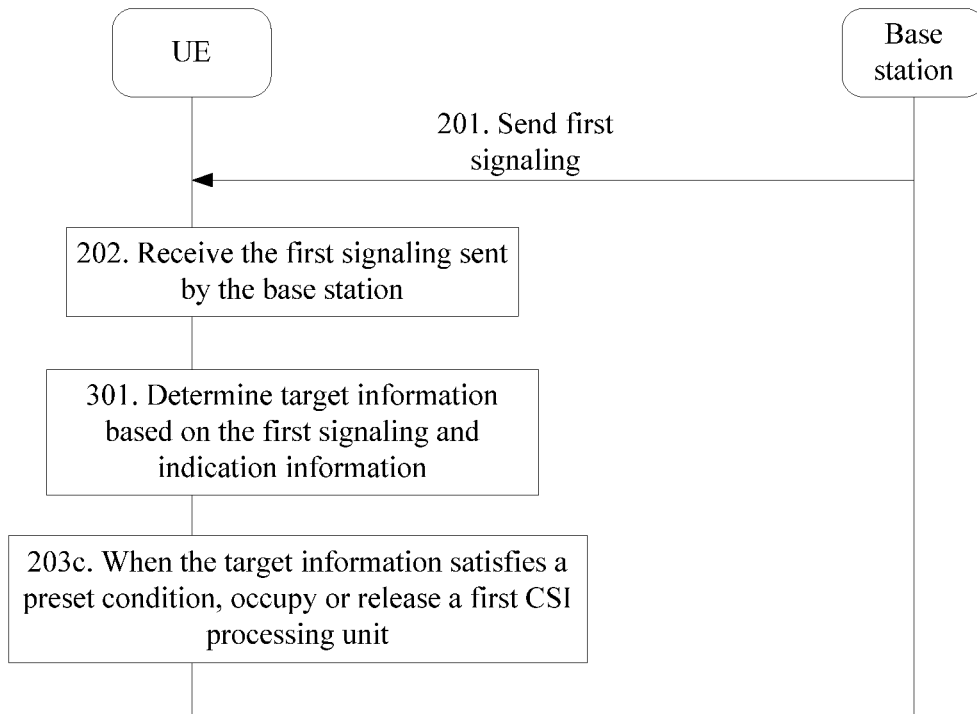 UE
Base
station
201. Send first
signaling
202. Receive the first signaling sent
by the base station
301. Determine target information
based on the first signaling and
indication information
203c. When the target information satisfies a
preset condition, occupy or release a first CSI
processing unit